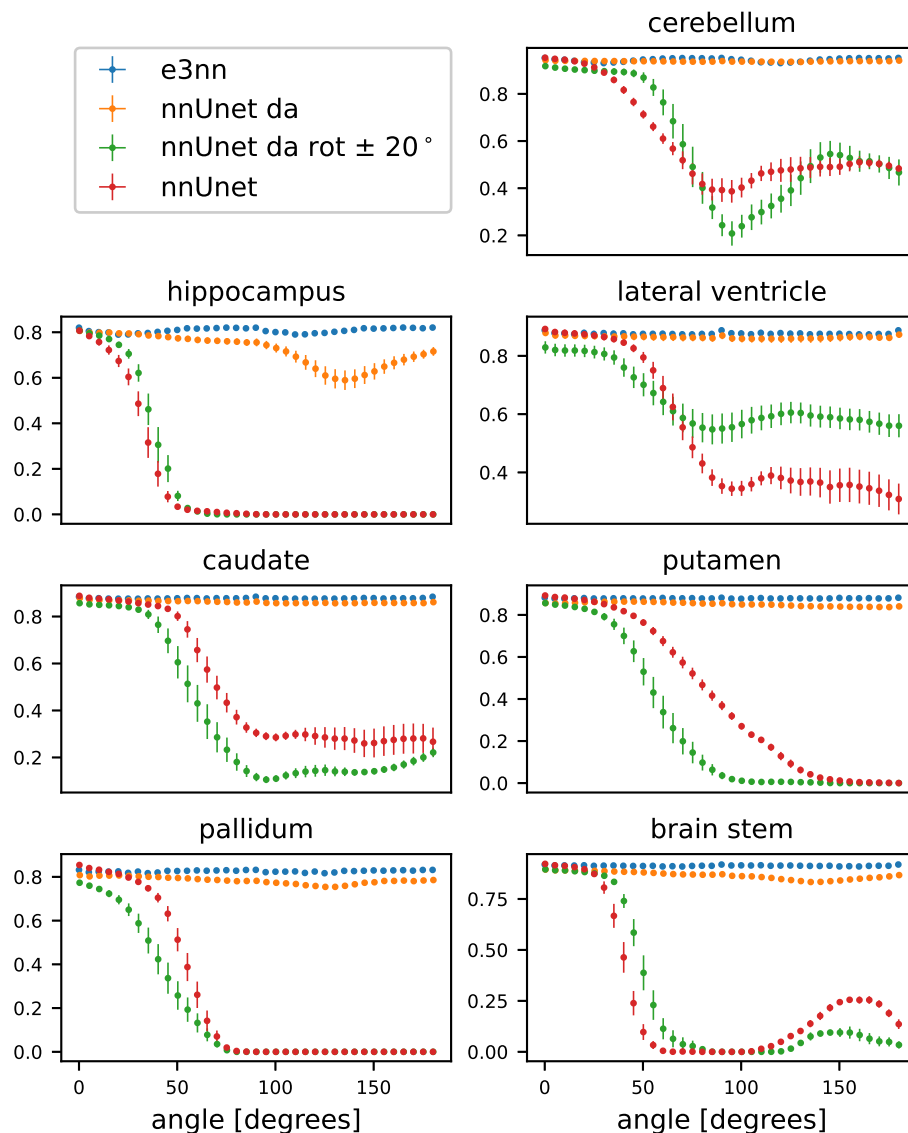 e3nn
nnUnet da
nnUnet da rot ± 20°
nnUnet
cerebellum
0.8
0.6
0.4
0.2
hippocampus
0.8
0.6
0.4
0.2
0.0
lateral ventricle
0.8
0.6
0.4
caudate
0.8
0.6
0.4
0.2
putamen
0.8
0.6
0.4
0.2
0.0
pallidum
0.8
0.6
0.4
0.2
0.0
0 50 100 150
angle [degrees]
brain stem
0.75
0.50
0.25
0.00
0 50 100 150
angle [degrees]